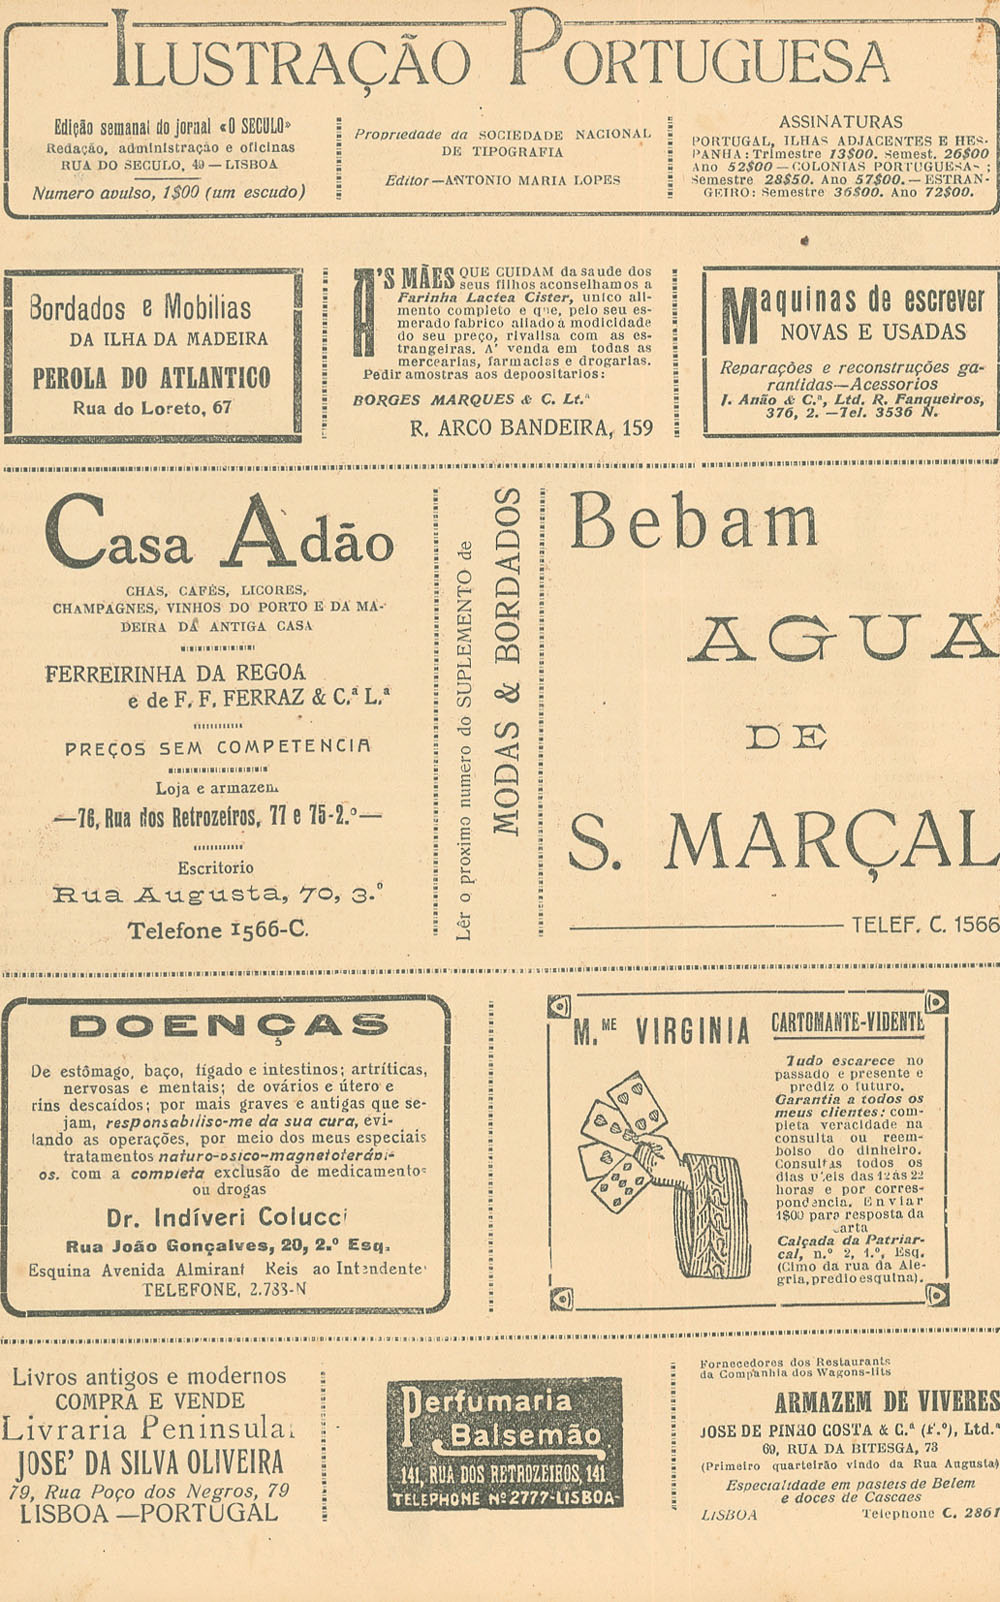 ILUSTRAÇÃO PORTUGUESA
Edição semanal do jornal «O SECULO»
Redação, administração e oficinas
RUA DO SECULO, 49 — LISBOA
Numero avulso, 1$00 (um escudo)
Propriedade da SOCIEDADE NACIONAL
DE TIPOGRAFIA
Editor—ANTONIO MARIA LOPES
ASSINATURAS
PORTUGAL, ILHAS ADJACENTES E HES-
PANHA: Trimestre 13$00. Semest. 26$00
Ano 52$00—COLONIAS PORTUGUESAS:
Semestre 28$50. Ano 57$00.—ESTRAN-
GEIRO: Semestre 36$00. Ano 72$00.
Bordados e Mobilias
DA ILHA DA MADEIRA
PEROLA DO ATLANTICO
Rua do Loreto, 67
A'S MÃES QUE CUIDAM da saude dos
seus filhos aconselhamos a
Farinha Lactea Cister, unico ali-
mento completo e que, pelo seu es-
merado fabrico aliado á modicidade
do seu preço, rivalisa com as es-
trangeiras. A' venda em todas as
mercearias, farmacias e drogarias.
Pedir amostras aos depoositarios:
BORGES MARQUES & C. Lt.ª
R. ARCO BANDEIRA, 159
Maquinas de escrever
NOVAS E USADAS
Reparações e reconstruções ga-
rantidas—Acessorios
J. Anão & C.ª, Ltd. R. Fanqueiros,
376, 2. —Tel. 3536 N.
Casa Adão
CHAS, CAFÉS, LICORES,
CHAMPAGNES, VINHOS DO PORTO E DA MA-
DEIRA DA ANTIGA CASA
FERREIRINHA DA REGOA
e de F. F. FERRAZ & C.ª L.ª
PREÇOS SEM COMPETENCIA
Loja e armazem
—76, Rua dos Retrozeiros, 77 e 75-2.º—
Escritorio
Rua Augusta, 70, 3.º
Telefone 1566-C.
Lêr o proximo numero do SUPLEMENTO de
MODAS & BORDADOS
Bebam
AGUA
DE
S. MARÇAL
TELEF. C. 1566
DOENÇAS
De estômago, baço, fígado e intestinos; artríticas,
nervosas e mentais; de ovários e útero e
rins descaídos; por mais graves e antigas que se-
jam, responsabiliso-me da sua cura, evi-
tando as operações, por meio dos meus especiais
tratamentos naturo-osico-magnetoterápi-
os. com a completa exclusão de medicamentos
ou drogas
Dr. Indíveri Colucci
Rua João Gonçalves, 20, 2.º Esq.
Esquina Avenida Almirant Reis ao Intendente
TELEFONE, 2.733-N
M.ME VIRGINIA CARTOMANTE-VIDENTE
Tudo escarece no
passado e presente e
prediz o futuro.
Garantia a todos os
meus clientes: com-
pleta veracidade na
consulta ou reem-
bolso do dinheiro.
Consultas todos os
dias uteis das 12 ás 22
horas e por corres-
pondencia. Enviar
1$00 para resposta da
carta
Calçada da Patriar-
cal, n.º 2, 1.º, Esq.
(Cimo da rua da Ale-
gria, predio esquina).
Livros antigos e modernos
COMPRA E VENDE
Livraria Peninsular
JOSE' DA SILVA OLIVEIRA
79, Rua Poço dos Negros, 79
LISBOA —PORTUGAL
Perfumaria
Balsemão
141, RUA DOS RETROZEIROS, 141
TELEPHONE Nº 2777-LISBOA-
Fornecedores dos Restaurants
da Companhia dos Wagons-lits
ARMAZEM DE VIVERES
JOSE DE PINHO COSTA & C.ª (F.º), Ltd.ª
69, RUA DA BITESGA, 73
(Primeiro quarteirão vindo da Rua Augusta)
Especialidade em pasteis de Belem
e doces de Cascaes
LISBOA Telephone C. 2861